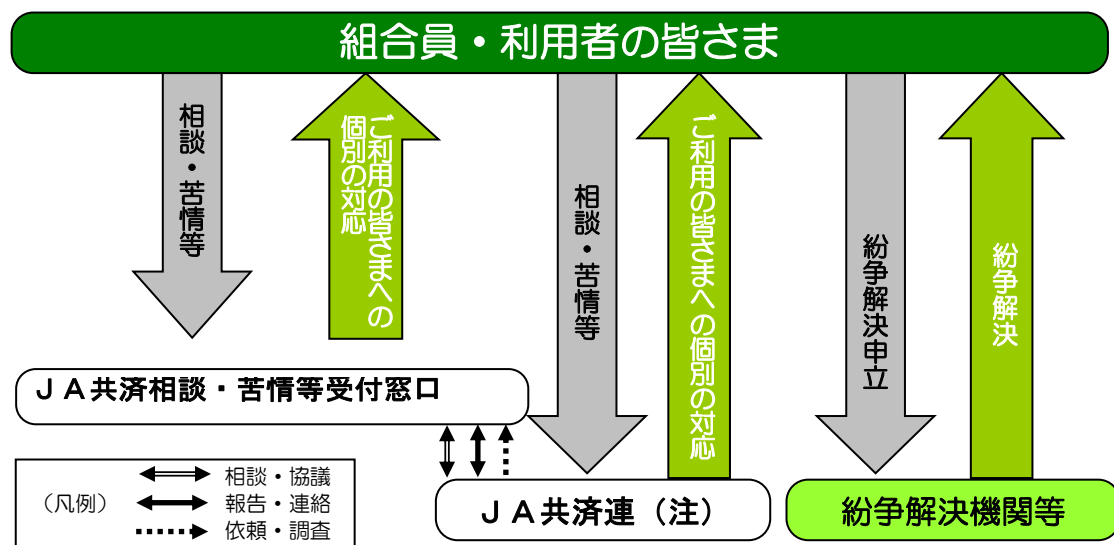 組合員・利用者の皆さま
相談・苦情等
ご利用の皆さまへの
個別の対応
相談・苦情等
ご利用の皆さまへの個別の対応
紛争解決申立
紛争解決
ＪＡ共済相談・苦情等受付窓口
（凡例）
相談・協議
報告・連絡
依頼・調査
ＪＡ共済連（注）
紛争解決機関等